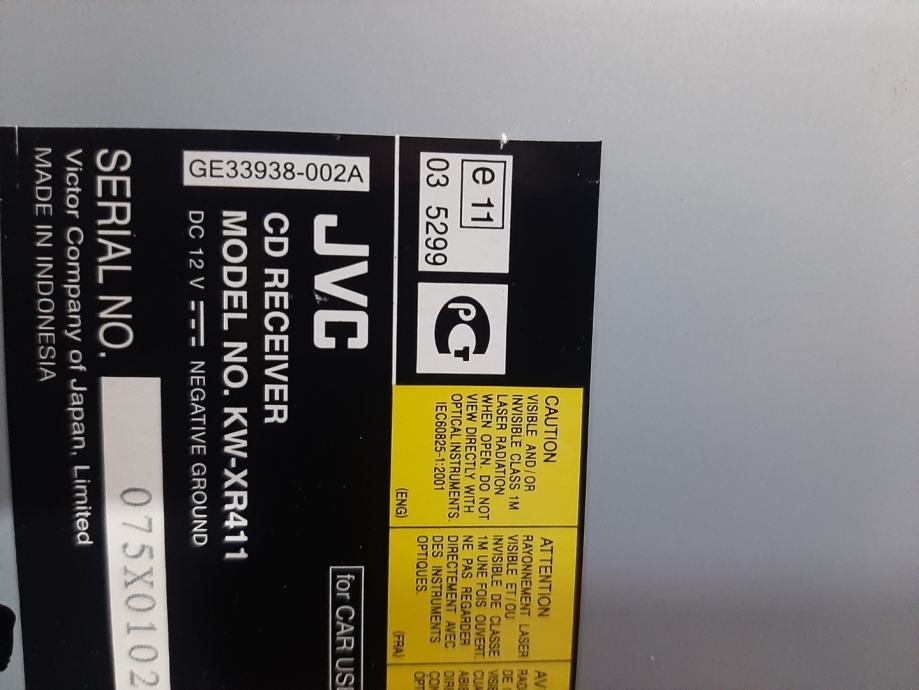 e 11
03 5299
JVC
GE33938-002A
CD RECEIVER
MODEL NO. KW-XR411
DC 12 V NEGATIVE GROUND
for CAR
SERIAL NO.
075X0102
Victor Company of Japan, Limited
MADE IN INDONESIA
CAUTION
VISIBLE AND/OR
INVISIBLE CLASS 1M
LASER RADIATION
WHEN OPEN. DO NOT
VIEW DIRECTLY WITH
OPTICAL INSTRUMENTS.
IEC60825-1:2001
(ENG)
ATTENTION
RAYONNEMENT LASER
VISIBLE ET/OU
INVISIBLE DE CLASSE
1M UNE FOIS OUVERT.
NE PAS REGARDER
DIRECTEMENT AVEC
DES INSTRUMENTS
OPTIQUES.
(FRA)